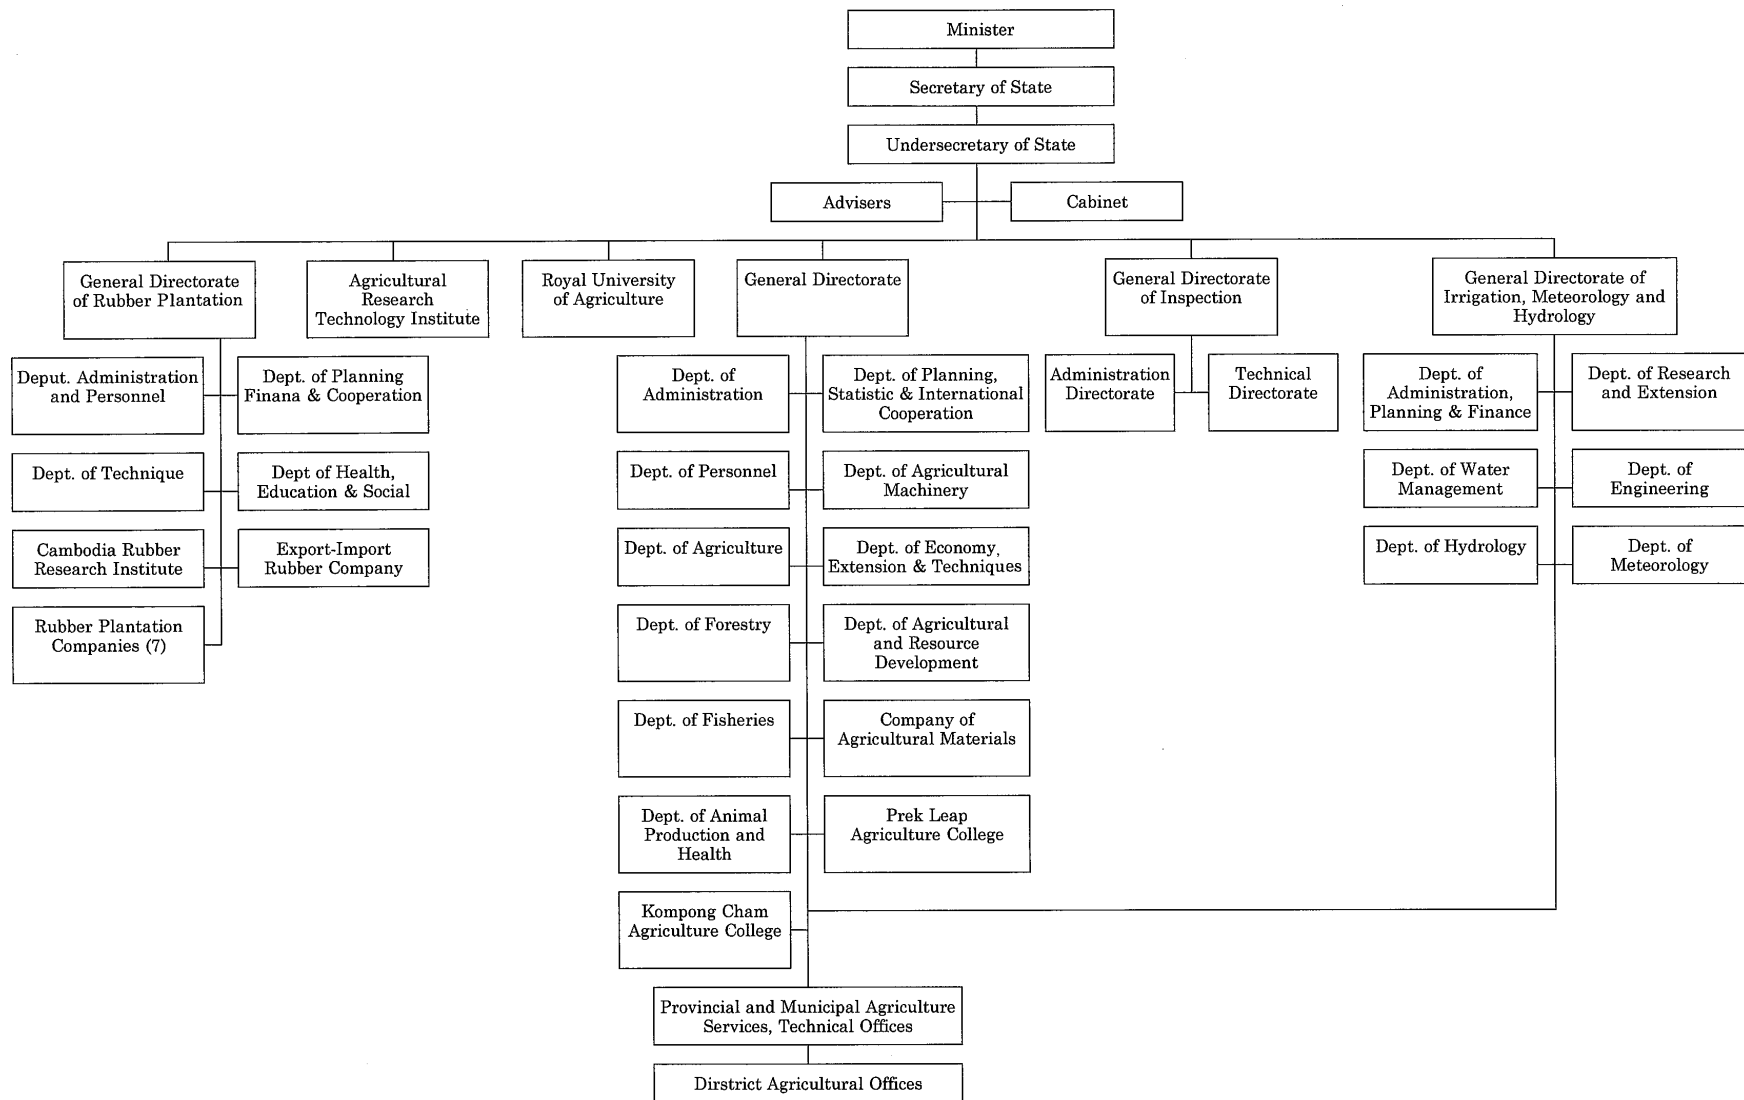 Minister
Secretary of State
Undersecretary of State
Advisers
Cabinet
General Directorate
of Rubber Plantation
Agricultural
Research
Technology Institute
Royal University
of Agriculture
General Directorate
General Directorate
of Inspection
General Directorate of
Irrigation, Meteorology and
Hydrology
Deput. Administration
and Personnel
Dept. of Planning
Finana & Cooperation
Dept. of Technique
Dept of Health,
Education & Social
Cambodia Rubber
Research Institute
Export-Import
Rubber Company
Rubber Plantation
Companies (7)
Dept. of
Administration
Dept. of Planning,
Statistic & International
Cooperation
Dept. of Personnel
Dept. of Agricultural
Machinery
Dept. of Agriculture
Dept. of Economy,
Extension & Techniques
Dept. of Forestry
Dept. of Agricultural
and Resource
Development
Dept. of Fisheries
Company of
Agricultural Materials
Dept. of Animal
Production and
Health
Prek Leap
Agriculture College
Kompong Cham
Agriculture College
Administration
Directorate
Technical
Directorate
Dept. of
Administration,
Planning & Finance
Dept. of Research
and Extension
Dept. of Water
Management
Dept. of
Engineering
Dept. of Hydrology
Dept. of
Meteorology
Provincial and Municipal Agriculture
Services, Technical Offices
Dirstrict Agricultural Offices